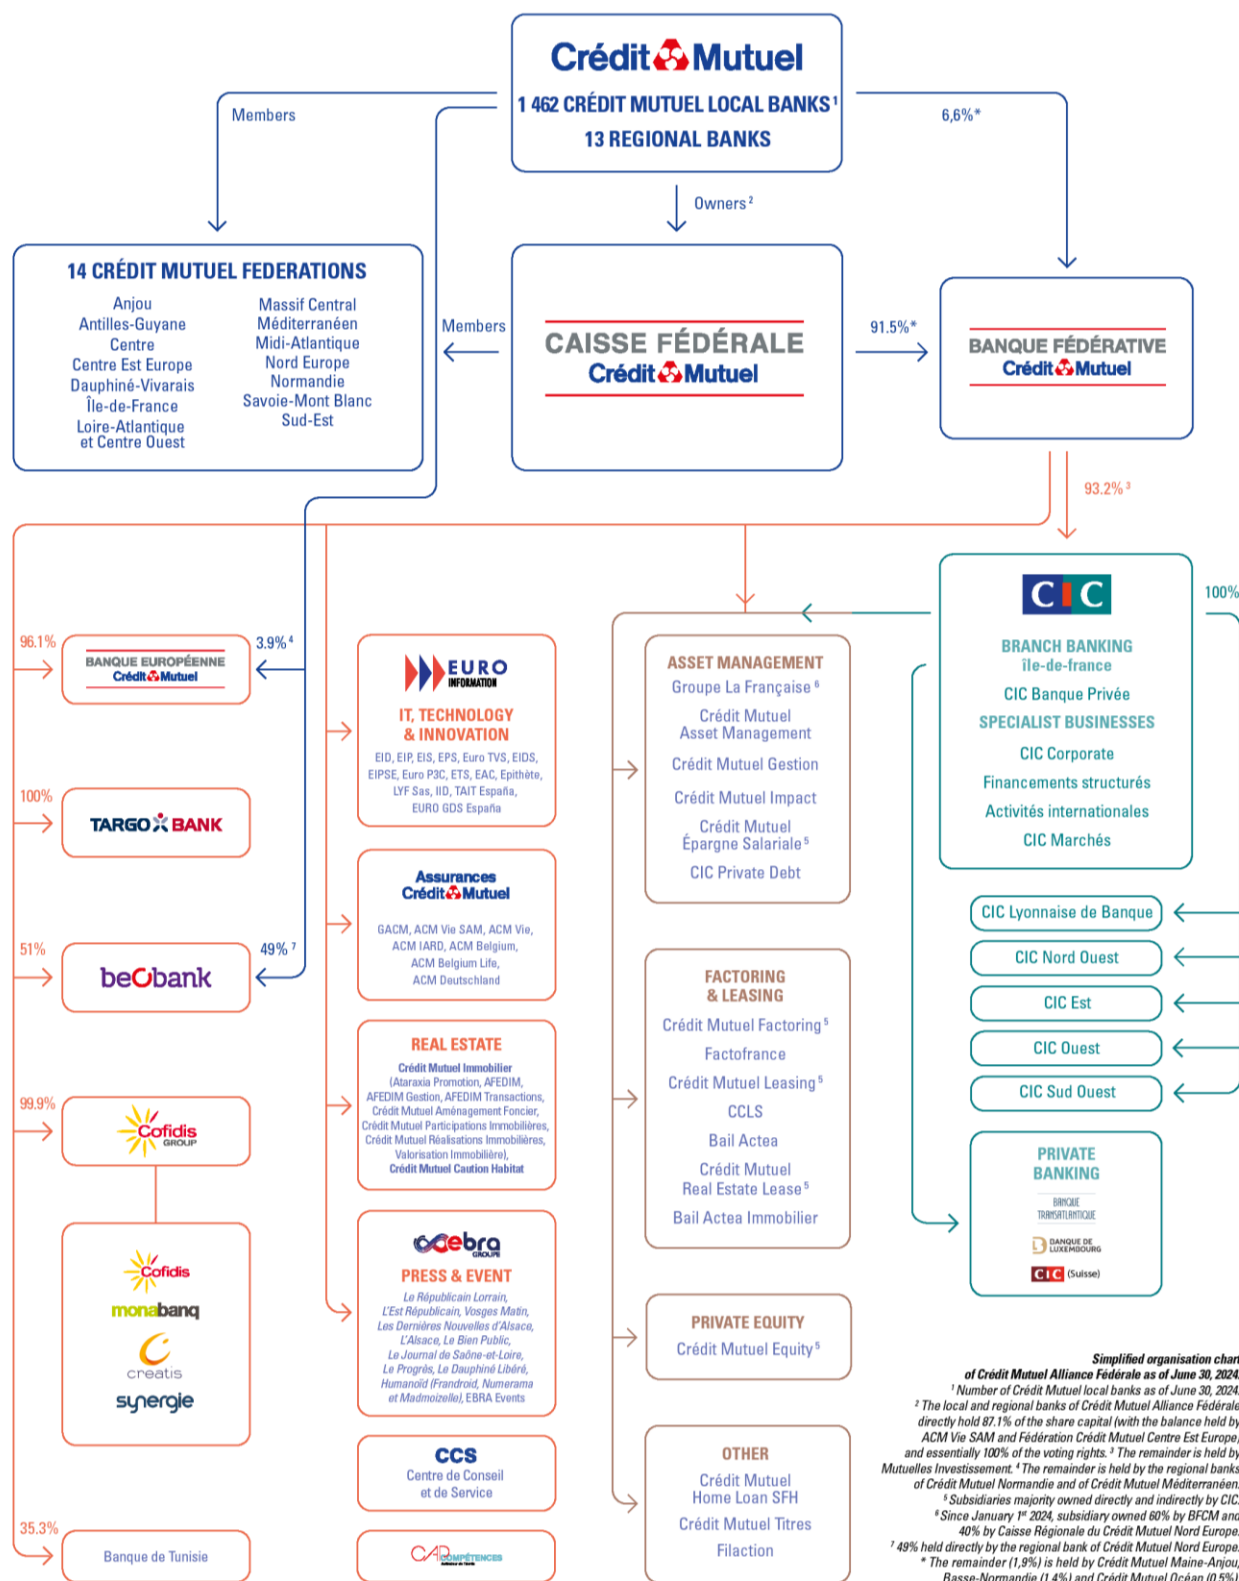 Crédit Mutuel
1 462 CRÉDIT MUTUEL LOCAL BANKS¹
13 REGIONAL BANKS
Members
6,6%*
Owners²
14 CRÉDIT MUTUEL FEDERATIONS
Anjou
Antilles-Guyane
Centre
Centre Est Europe
Dauphiné-Vivarais
Île-de-France
Loire-Atlantique
et Centre Ouest
Massif Central
Méditerranéen
Midi-Atlantique
Nord Europe
Normandie
Savoie-Mont Blanc
Sud-Est
Members
CAISSE FÉDÉRALE
Crédit Mutuel
91.5%*
BANQUE FÉDÉRATIVE
Crédit Mutuel
93.2%³
96.1%
BANQUE EUROPÉENNE
Crédit Mutuel
3.9%⁴
100%
TARGO BANK
51%
beobank
49%⁷
99.9%
Cofidis
GROUP
Cofidis
monabanq
creatis
synergie
35.3%
Banque de Tunisie
EURO
INFORMATION
IT, TECHNOLOGY
& INNOVATION
EID, EIP, EIS, EPS, Euro TVS, EIDS,
EIPSE, Euro P3C, ETS, EAC, Epithète,
LYF Sas, IID, TAIT España,
EURO GDS España
Assurances
Crédit Mutuel
GACM, ACM Vie SAM, ACM Vie,
ACM IARD, ACM Belgium,
ACM Belgium Life,
ACM Deutschland
REAL ESTATE
Crédit Mutuel Immobilier
(Ataraxia Promotion, AFEDIM,
AFEDIM Gestion, AFEDIM Transactions,
Crédit Mutuel Aménagement Foncier,
Crédit Mutuel Participations Immobilières,
Crédit Mutuel Réalisations Immobilières,
Valorisation Immobilière),
Crédit Mutuel Caution Habitat
ebra
GROUPE
PRESS & EVENT
Le Républicain Lorrain,
L'Est Républicain, Vosges Matin,
Les Dernières Nouvelles d'Alsace,
L'Alsace, Le Bien Public,
Le Journal de Saône-et-Loire,
Le Progrès, Le Dauphiné Libéré,
Humanoïd (Frandroid, Numerama
et Madmoizelle), EBRA Events
CCS
Centre de Conseil
et de Service
CAP COMPÉTENCES
ASSET MANAGEMENT
Groupe La Française⁶
Crédit Mutuel
Asset Management
Crédit Mutuel Gestion
Crédit Mutuel Impact
Crédit Mutuel
Épargne Salariale⁵
CIC Private Debt
FACTORING
& LEASING
Crédit Mutuel Factoring⁵
Factofrance
Crédit Mutuel Leasing⁵
CCLS
Bail Actea
Crédit Mutuel
Real Estate Lease⁵
Bail Actea Immobilier
PRIVATE EQUITY
Crédit Mutuel Equity⁵
OTHER
Crédit Mutuel
Home Loan SFH
Crédit Mutuel Titres
Filaction
CIC
100%
BRANCH BANKING
île-de-france
CIC Banque Privée
SPECIALIST BUSINESSES
CIC Corporate
Financements structurés
Activités internationales
CIC Marchés
CIC Lyonnaise de Banque
CIC Nord Ouest
CIC Est
CIC Ouest
CIC Sud Ouest
PRIVATE
BANKING
BANQUE
TRANSATLANTIQUE
BANQUE DE
LUXEMBOURG
CIC (Suisse)
Simplified organisation chart
of Crédit Mutuel Alliance Fédérale as of June 30, 2024.
¹ Number of Crédit Mutuel local banks as of June 30, 2024.
² The local and regional banks of Crédit Mutuel Alliance Fédérale
directly hold 87.1% of the share capital (with the balance held by
ACM Vie SAM and Fédération Crédit Mutuel Centre Est Europe)
and essentially 100% of the voting rights. ³ The remainder is held by
Mutuelles Investissement. ⁴ The remainder is held by the regional banks
of Crédit Mutuel Normandie and of Crédit Mutuel Méditerranéen.
⁵ Subsidiaries majority owned directly and indirectly by CIC.
⁶ Since January 1st 2024, subsidiary owned 60% by BFCM and
40% by Caisse Régionale du Crédit Mutuel Nord Europe.
⁷ 49% held directly by the regional bank of Crédit Mutuel Nord Europe.
* The remainder (1,9%) is held by Crédit Mutuel Maine-Anjou,
Basse-Normandie (1,4%) and Crédit Mutuel Océan (0,5%).